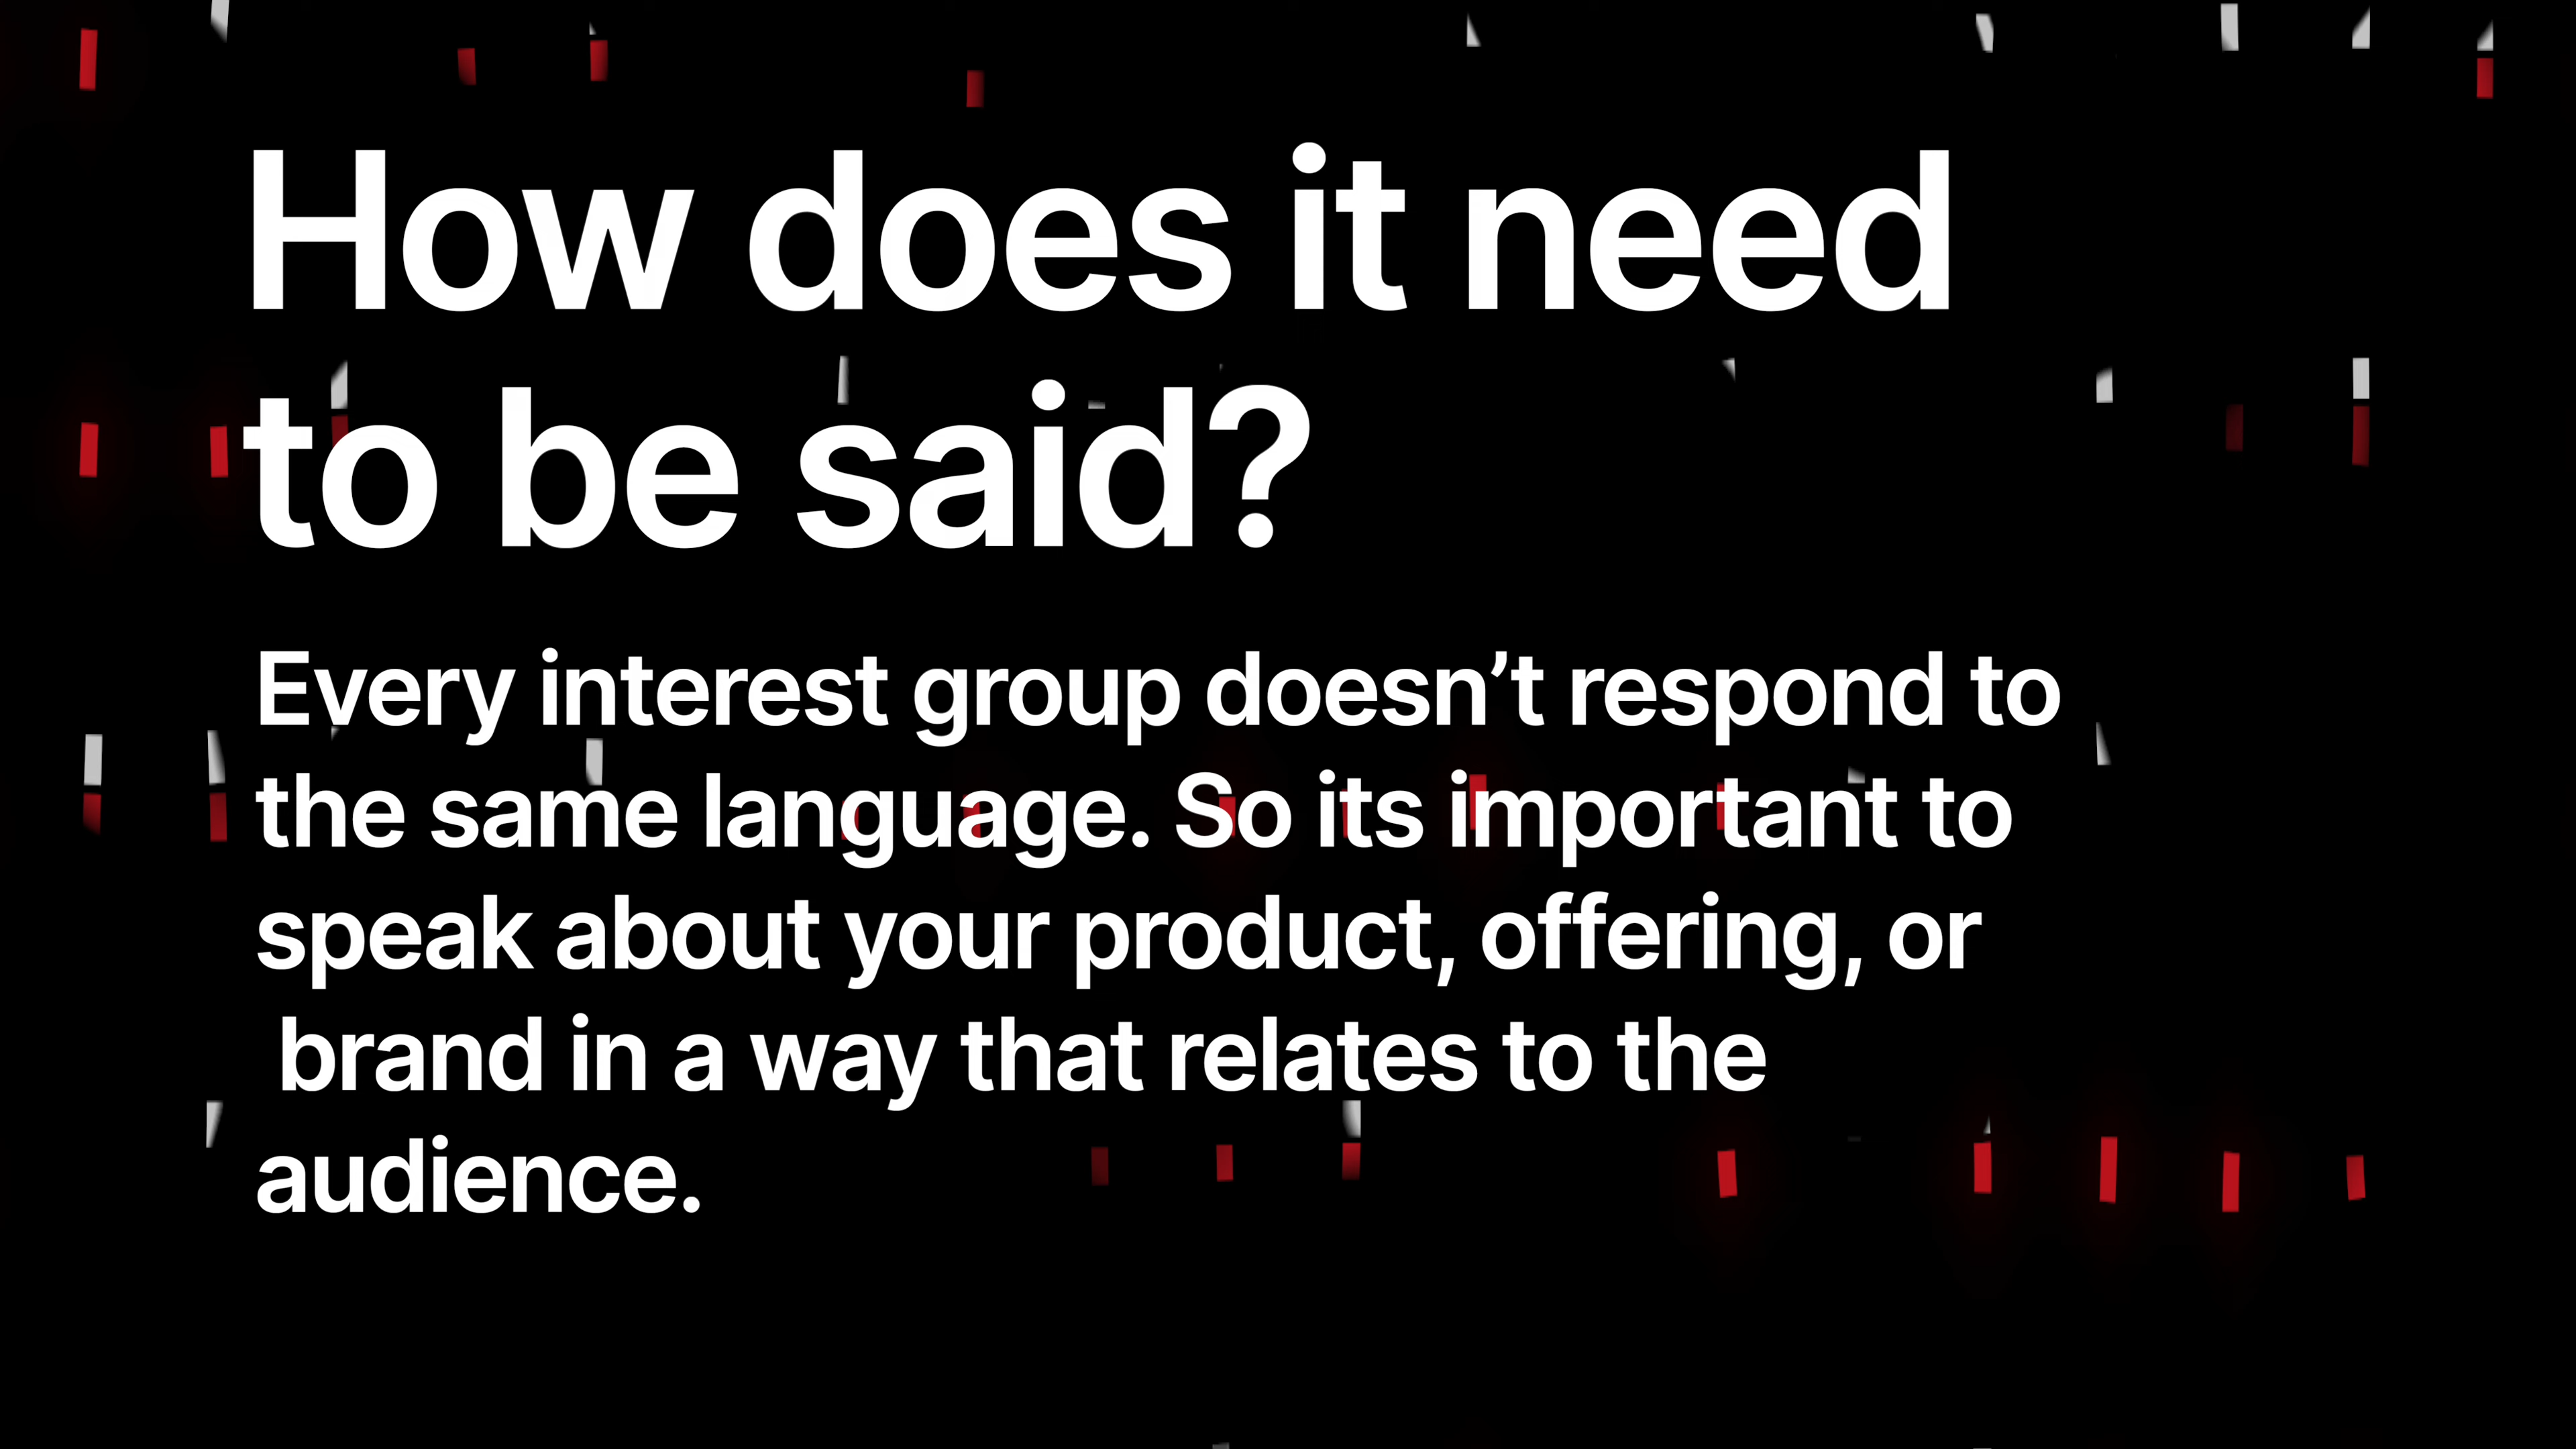 How does it need
to be said?
Every interest group doesn’t respond to
the same language. So its important to
speak about your product, offering, or
brand in a way that relates to the
audience.